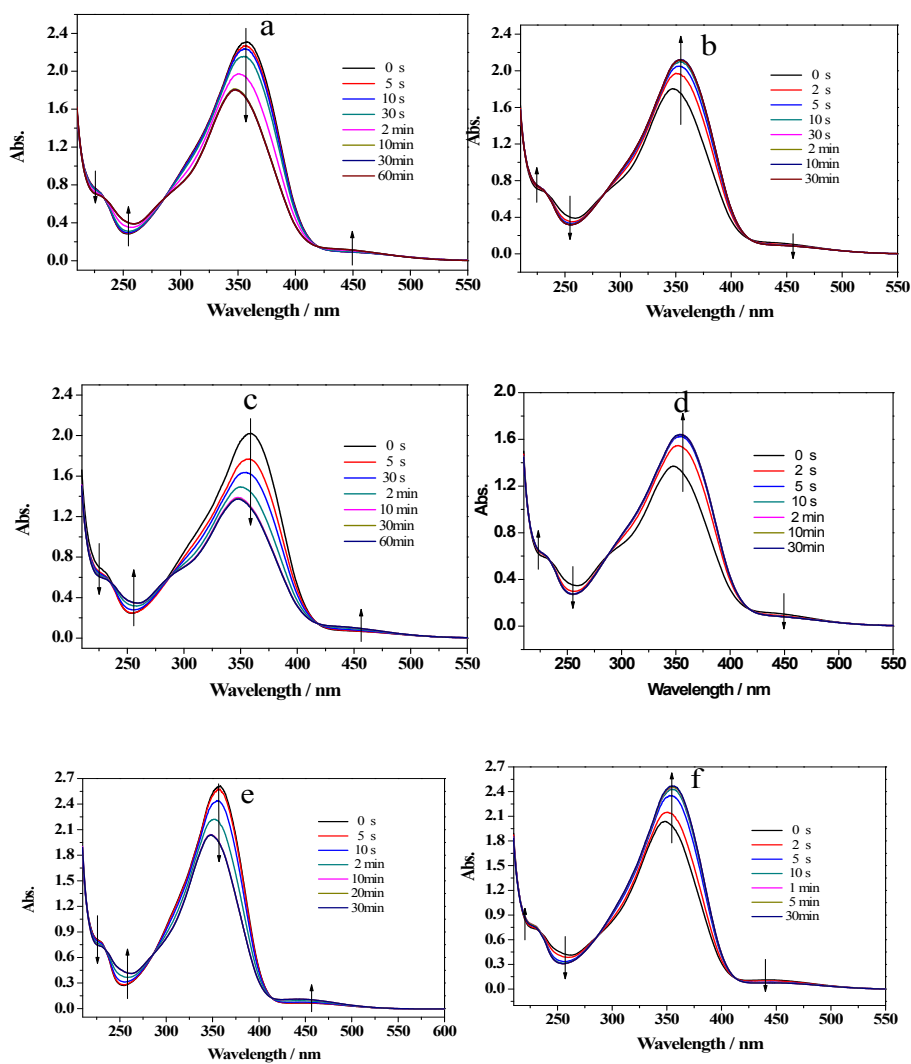 a
2.4
2.0
1.6
1.2
0.8
0.4
0.0
Abs.
0 s
5 s
10 s
30 s
2 min
10min
30min
60min
250 300 350 400 450 500 550
Wavelength / nm
b
2.4
1.8
1.2
0.6
0.0
Abs.
0 s
2 s
5 s
10 s
30 s
2 min
10min
30min
250 300 350 400 450 500 550
Wavelength / nm
c
2.4
2.0
1.6
1.2
0.8
0.4
0.0
Abs.
0 s
5 s
30 s
2 min
10 min
30min
60min
250 300 350 400 450 500 550
Wavelength / nm
d
2.0
1.6
1.2
0.8
0.4
0.0
Abs.
0 s
2 s
5 s
10 s
2 min
10min
30min
250 300 350 400 450 500 550
Wavelength / nm
e
2.7
2.4
2.1
1.8
1.5
1.2
0.9
0.6
0.3
0.0
Abs.
0 s
5 s
10 s
2 min
10min
20min
30min
250 300 350 400 450 500 550 600
Wavelength / nm
f
2.7
2.4
2.1
1.8
1.5
1.2
0.9
0.6
0.3
0.0
Abs.
0 s
2 s
5 s
10 s
1 min
5 min
30min
250 300 350 400 450 500 550
Wavelength / nm